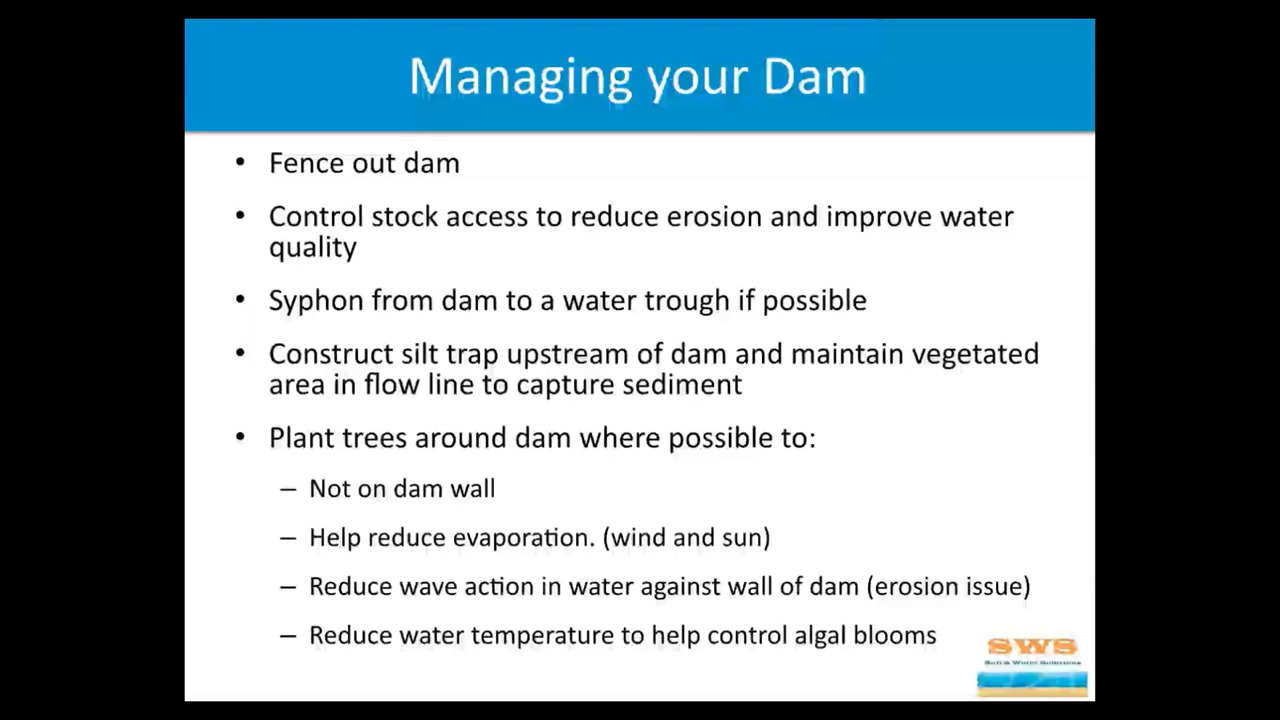 Managing your Dam
• Fence out dam
• Control stock access to reduce erosion and improve water
quality
• Syphon from dam to a water trough if possible
• Construct silt trap upstream of dam and maintain vegetated
area in flow line to capture sediment
• Plant trees around dam where possible to:
– Not on dam wall
– Help reduce evaporation. (wind and sun)
– Reduce wave action in water against wall of dam (erosion issue)
– Reduce water temperature to help control algal blooms
SWS
Soil & Water Solutions